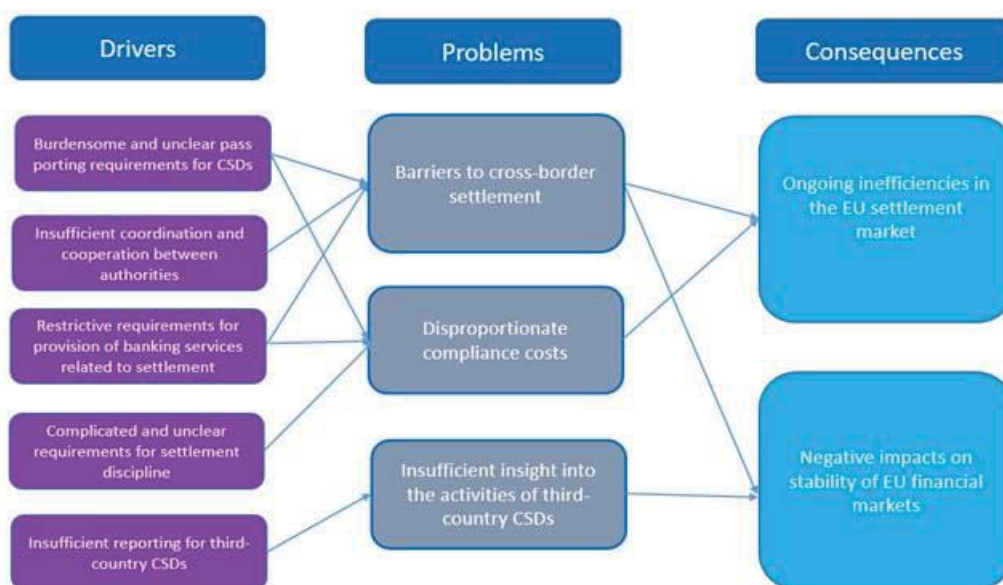 Drivers
Problems
Consequences
Burdensome and unclear pass
porting requirements for CSDs
Insufficient coordination and
cooperation between
authorities
Restrictive requirements for
provision of banking services
related to settlement
Complicated and unclear
requirements for settlement
discipline
Insufficient reporting for third-
country CSDs
Barriers to cross-border
settlement
Disproportionate
compliance costs
Insufficient insight into
the activities of third-
country CSDs
Ongoing inefficiencies in
the EU settlement
market
Negative impacts on
stability of EU financial
markets